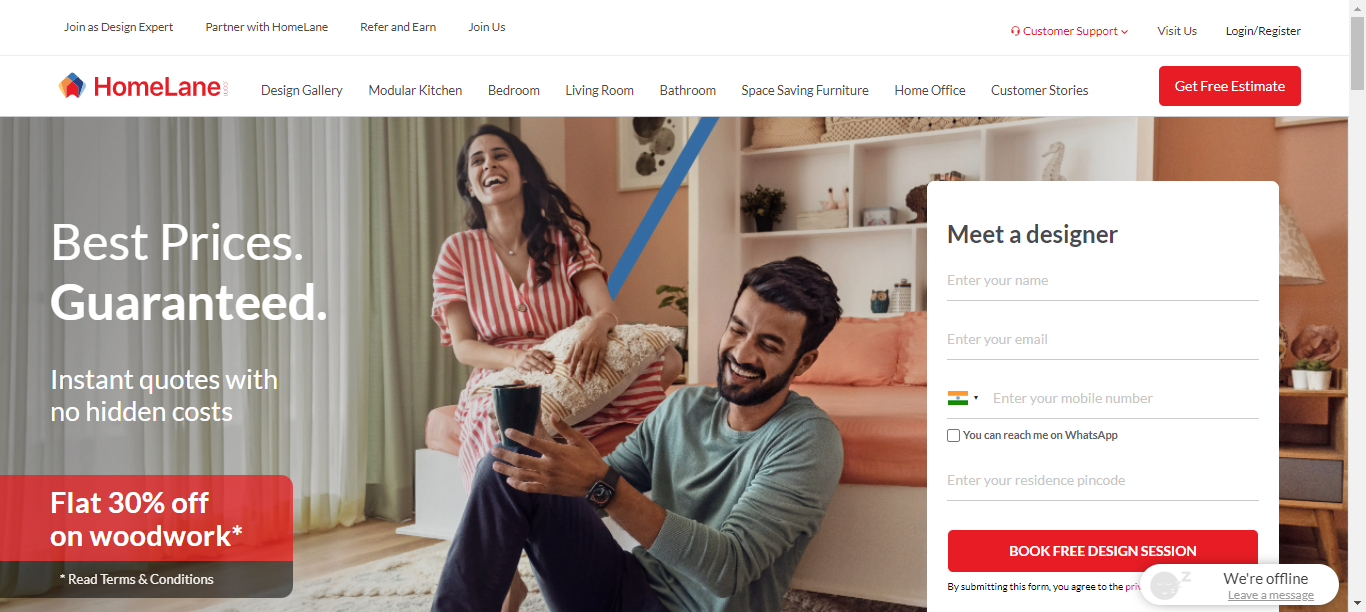 Join as Design Expert
Partner with HomeLane
Refer and Earn
Join Us
Customer Support
Visit Us
Login/Register
HomeLane
Design Gallery
Modular Kitchen
Bedroom
Living Room
Bathroom
Space Saving Furniture
Home Office
Customer Stories
Get Free Estimate
Best Prices.
Guaranteed.
Instant quotes with
no hidden costs
Flat 30% off
on woodwork*
* Read Terms & Conditions
Meet a designer
Enter your name
Enter your email
Enter your mobile number
You can reach me on WhatsApp
Enter your residence pincode
BOOK FREE DESIGN SESSION
By submitting this form, you agree to the
We're offline
Leave a message